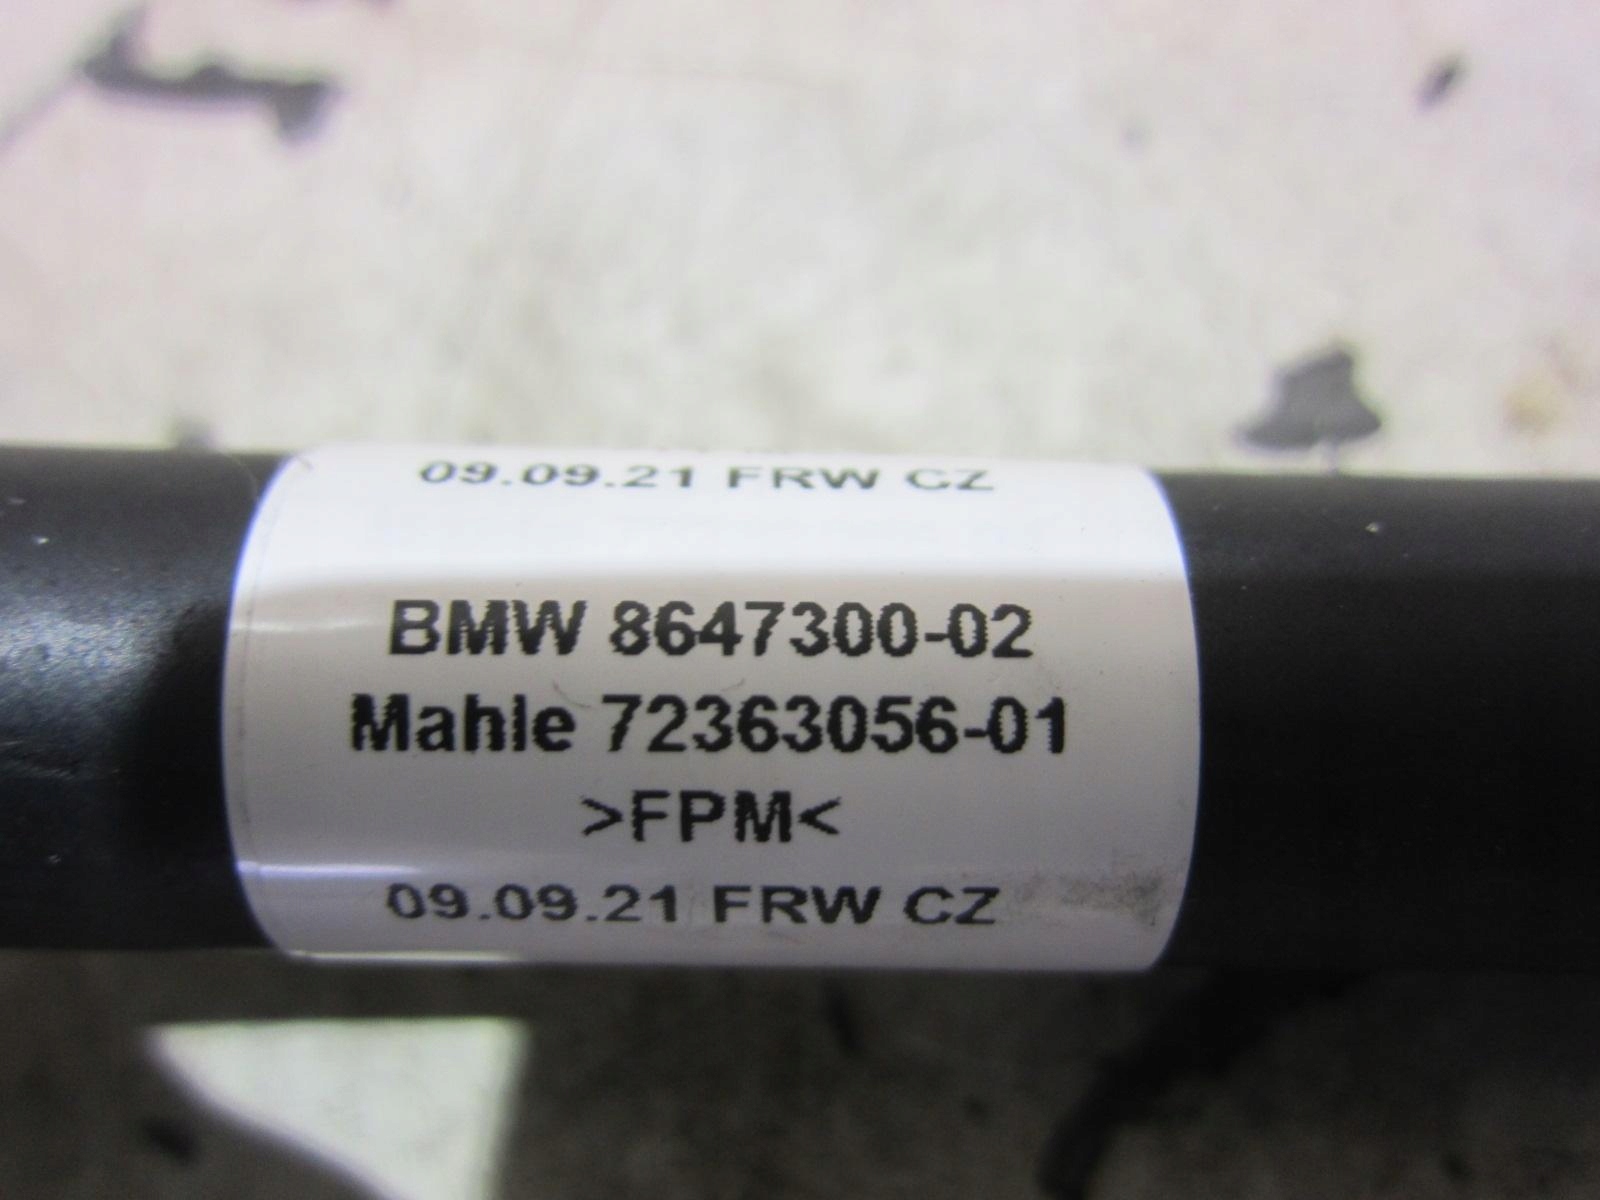 09.09.21 FRW CZ
BMW 8647300-02
Mahle 72363056-01
>FPM<
09.09.21 FRW CZ